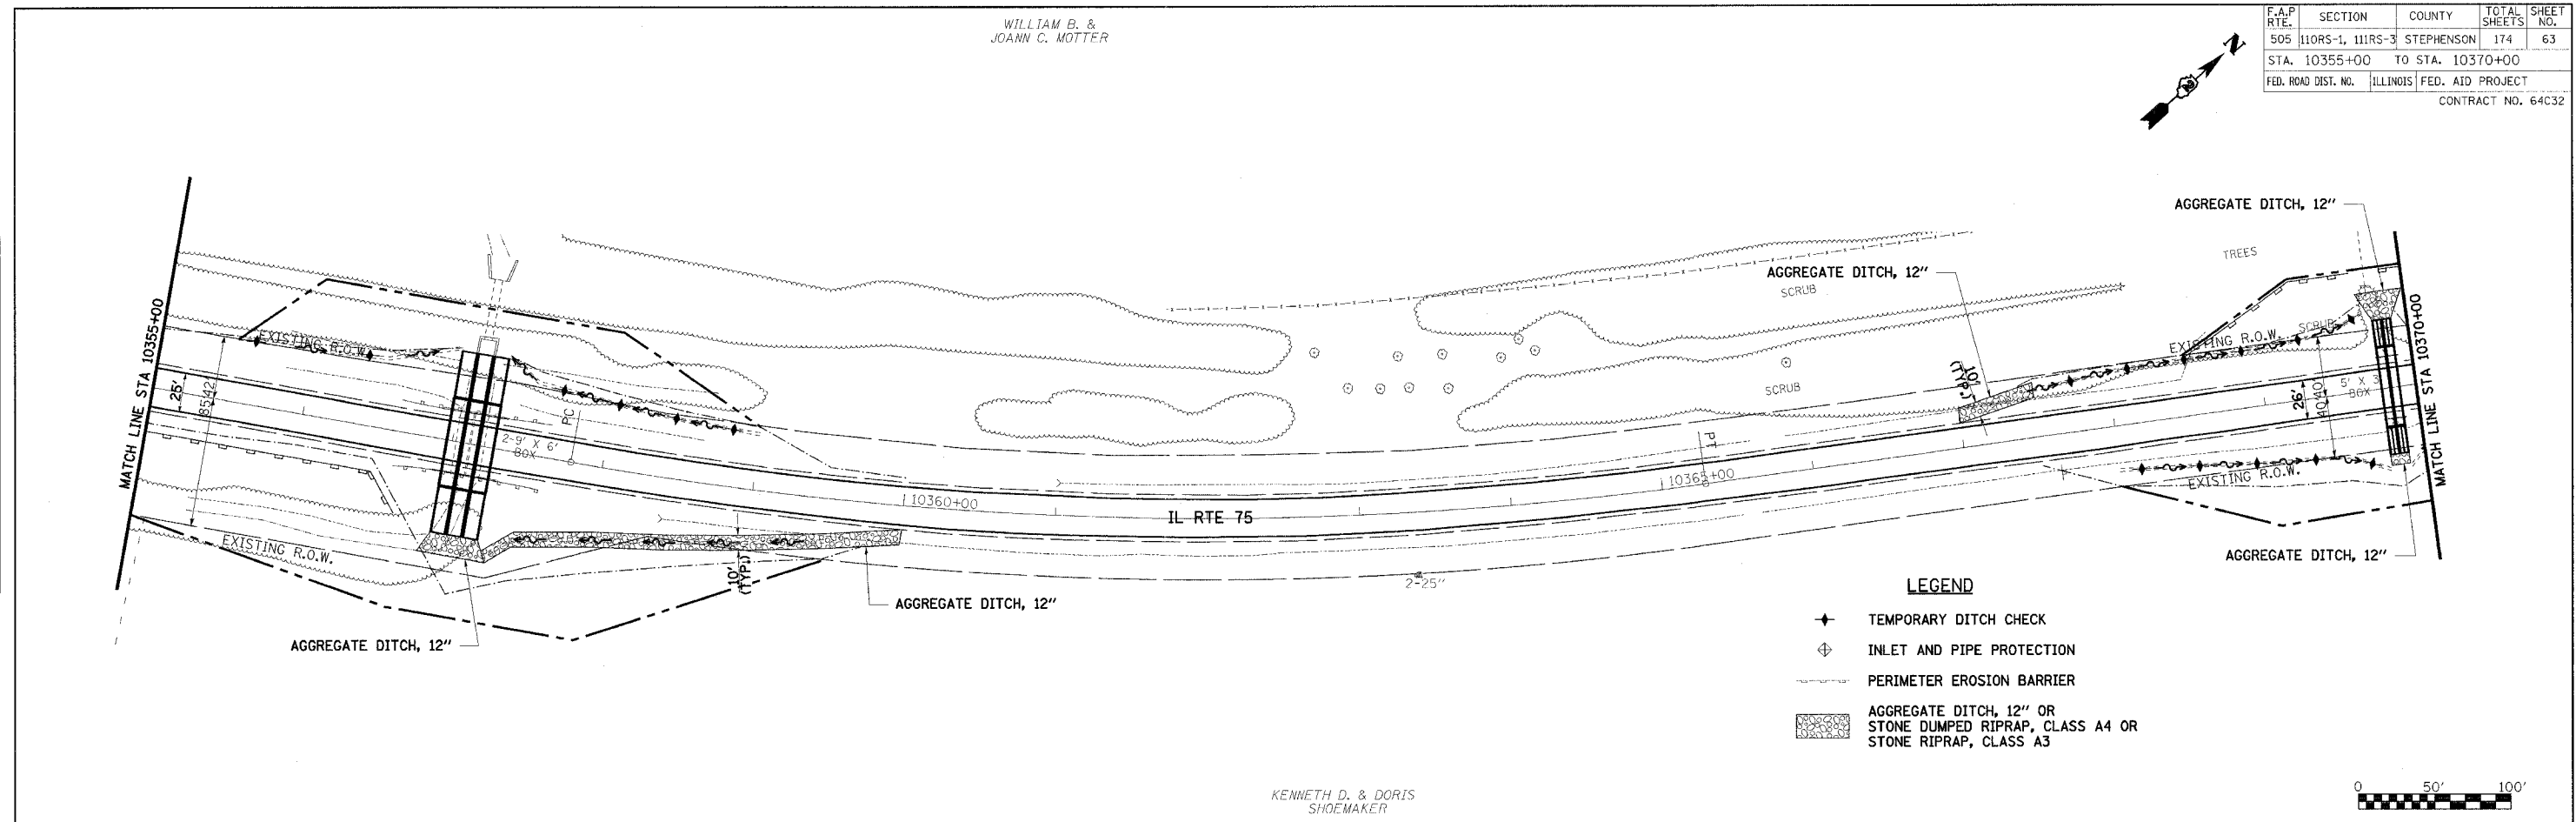 WILLIAM B. &
JOANN C. MOTTER
F.A.P RTE. SECTION COUNTY TOTAL SHEETS SHEET NO.
505 110RS-1, 111RS-3 STEPHENSON 174 63
STA. 10355+00 TO STA. 10370+00
FED. ROAD DIST. NO. ILLINOIS FED. AID PROJECT
CONTRACT NO. 64C32
N
MATCH LINE STA 10355+00
EXISTING R.O.W.
26'
85
42
2-9' X 6'
BOX
PC
EXISTING R.O.W.
AGGREGATE DITCH, 12"
10'
(TYP.)
AGGREGATE DITCH, 12"
10360+00
IL RTE 75
2-25"
10365+00
PT
SCRUB
SCRUB
AGGREGATE DITCH, 12"
10'
(TYP.)
AGGREGATE DITCH, 12"
TREES
SCRUB
EXISTING R.O.W.
26'
40
40
5' X 3'
BOX
EXISTING R.O.W.
MATCH LINE STA 10370+00
AGGREGATE DITCH, 12"
LEGEND
TEMPORARY DITCH CHECK
INLET AND PIPE PROTECTION
PERIMETER EROSION BARRIER
AGGREGATE DITCH, 12" OR
STONE DUMPED RIPRAP, CLASS A4 OR
STONE RIPRAP, CLASS A3
KENNETH D. & DORIS
SHOEMAKER
0 50' 100'